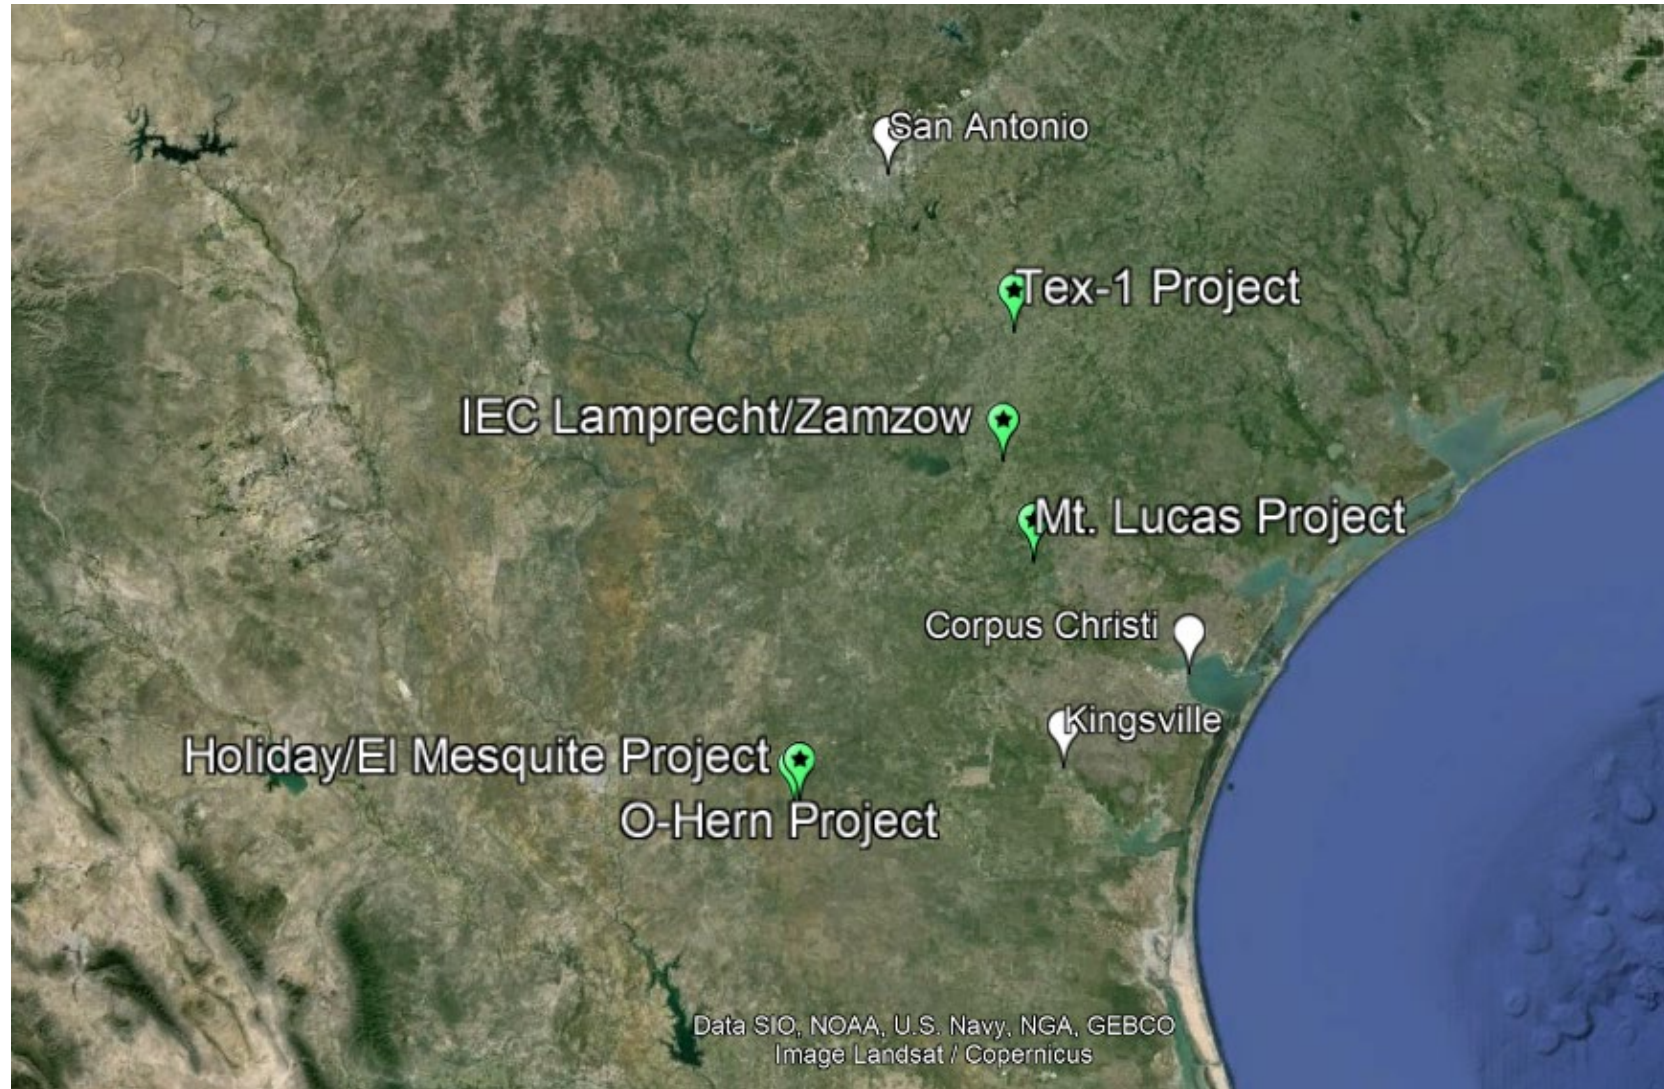 San Antonio
Tex-1 Project
IEC Lamprecht/Zamzow
Mt. Lucas Project
Corpus Christi
Kingsville
Holiday/El Mesquite Project
O-Hern Project
Data SIO, NOAA, U.S. Navy, NGA, GEBCO
Image Landsat / Copernicus